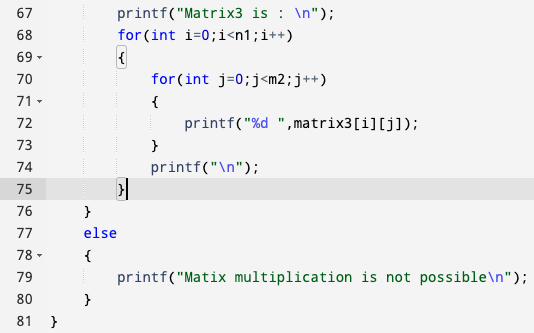 67 printf("Matrix3 is : \n");
68 for(int i=0;i<n1;i++)
69 {
70 for(int j=0;j<m2;j++)
71 {
72 printf("%d ",matrix3[i][j]);
73 }
74 printf("\n");
75 }
76 }
77 else
78 {
79 printf("Matix multiplication is not possible\n");
80 }
81 }